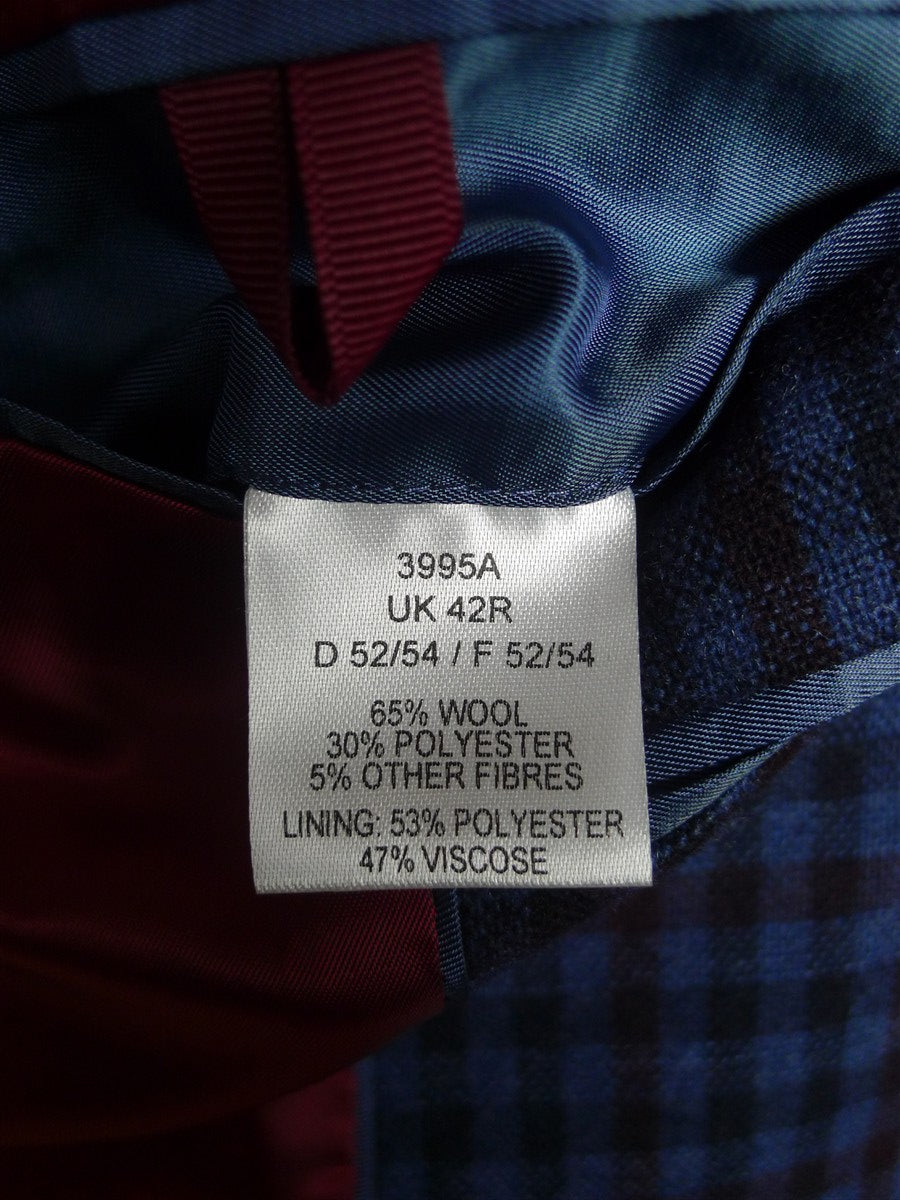 3995A
UK 42R
D 52/54 / F 52/54
65% WOOL
30% POLYESTER
5% OTHER FIBRES
LINING: 53% POLYESTER
47% VISCOSE